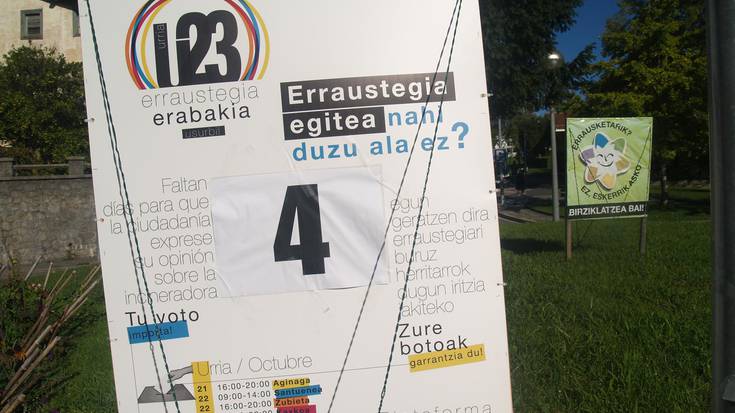 urria
U23
erraustegia
erabakia
usurbil
Erraustegia
egitea nahi
duzu ala ez?
Faltan
días para que
la ciudadanía
exprese
su opinión
sobre la
incineradora
4
egun
geratzen dira
erraustegiari
buruz
herritarrok
dugun iritzia
jakiteko
Tu voto
importa!
Zure
botoak
garrantzia du!
Urria / Octubre
21 16:00-20:00 Aginaga
22 09:00-14:00 Santuenea
22 16:00-20:00 Zubieta
ERRAUSKETARIK?
EZ, ESKERRIK ASKO
BIRZIKLATZEA BAI!